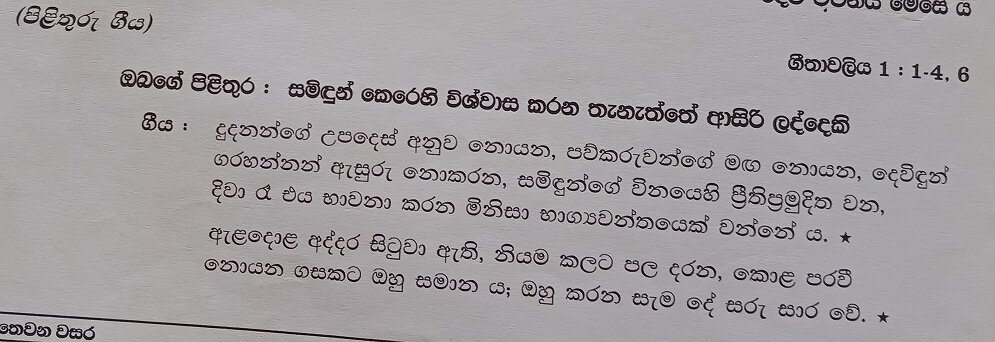 මෙසේ ය
(පිළිතුරු ගීය)
ගීතාවලිය 1 : 1-4, 6
ඔබගේ පිළිතුර : සමිඳුන් කෙරෙහි විශ්වාස කරන තැනැත්තේ ආසිරි ලද්දෙකි
ගීය : දුදනන්ගේ උපදෙස් අනුව නොයන, පව්කරුවන්ගේ මඟ නොයන, දෙවිඳුන්
ගරහන්නන් ඇසුරු නොකරන, සමිඳුන්ගේ විනයෙහි ප්‍රීතිප්‍රමුදිත වන,
දිවා රෑ එය භාවනා කරන මිනිසා භාග්‍යවන්තයෙක් වන්නේ ය. ★
ඇළදොළ අද්දර සිටුවා ඇති, නියම කලට පල දරන, කොළ පරවී
නොයන ගසකට ඔහු සමාන ය; ඔහු කරන සැම දේ සරු සාර වේ. ★
තෙවන වසර